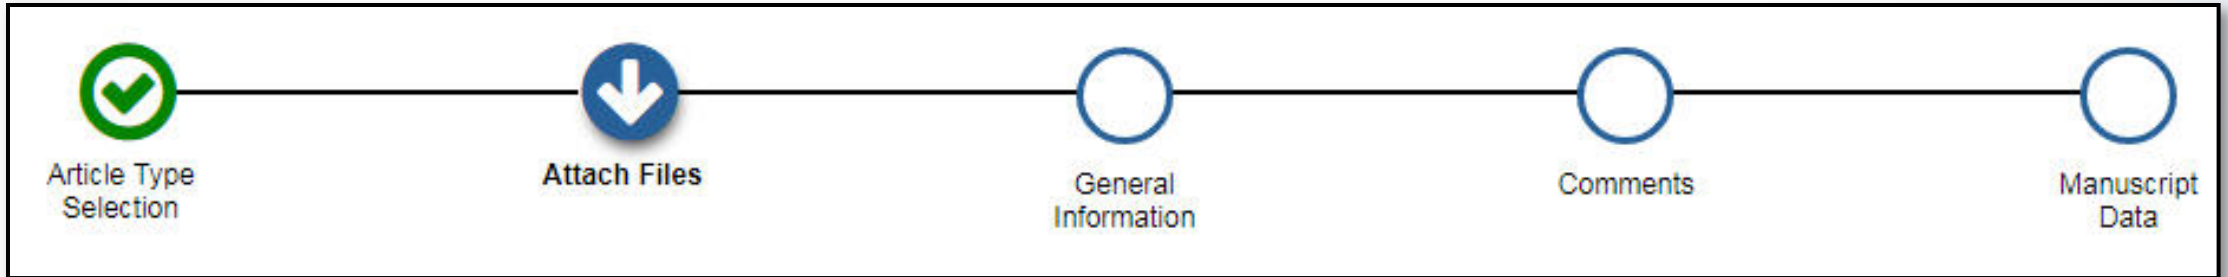 Article Type
Selection
Attach Files
General
Information
Comments
Manuscript
Data